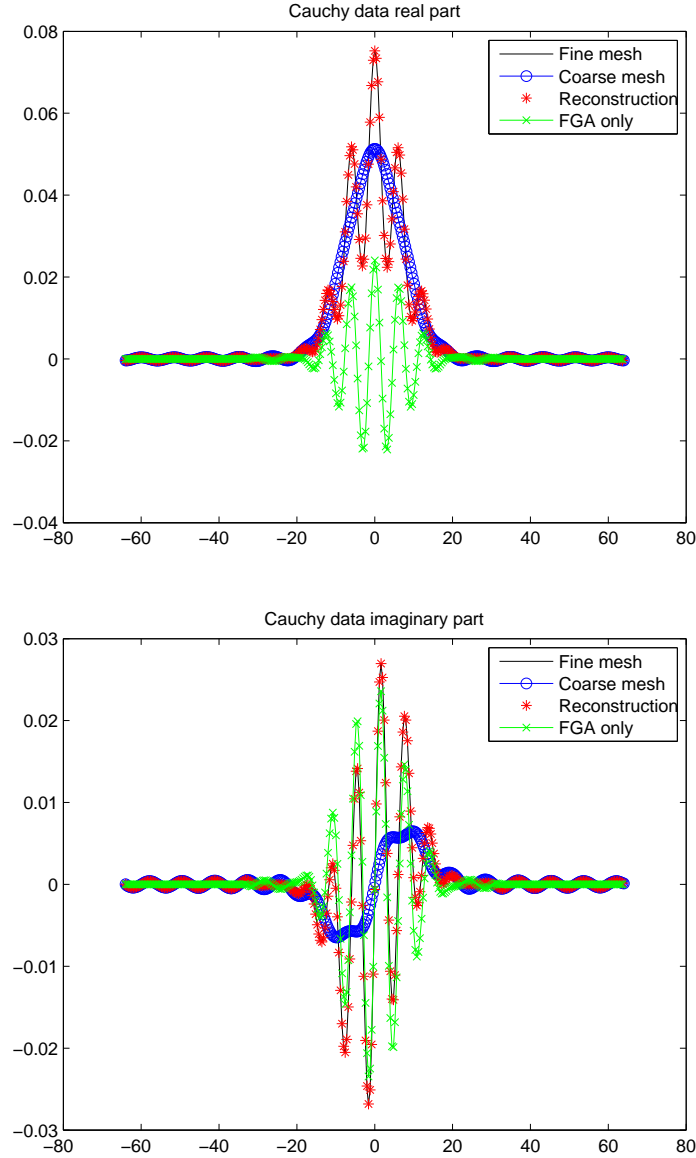 Cauchy data real part
0.08
0.06
0.04
0.02
0
−0.02
−0.04
−80 −60 −40 −20 0 20 40 60 80
Fine mesh
Coarse mesh
Reconstruction
FGA only
Cauchy data imaginary part
0.03
0.02
0.01
0
−0.01
−0.02
−0.03
−80 −60 −40 −20 0 20 40 60 80
Fine mesh
Coarse mesh
Reconstruction
FGA only